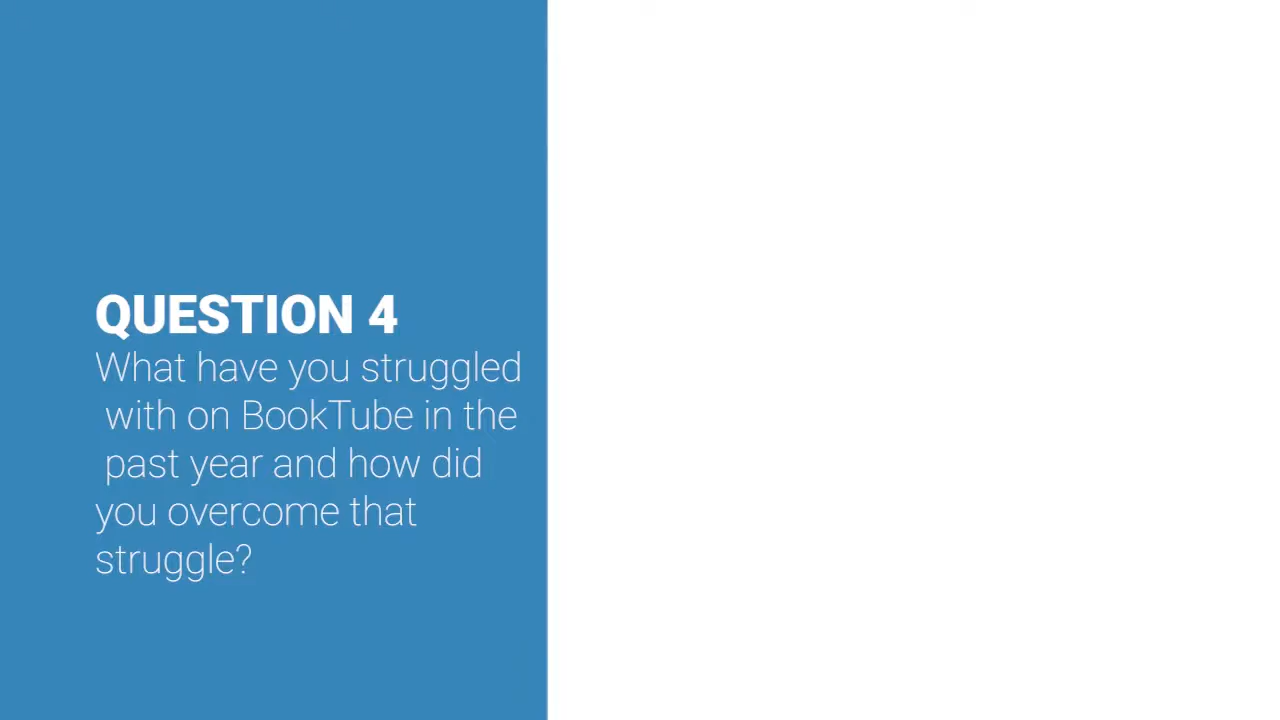 QUESTION 4
What have you struggled
with on BookTube in the
past year and how did
you overcome that
struggle?